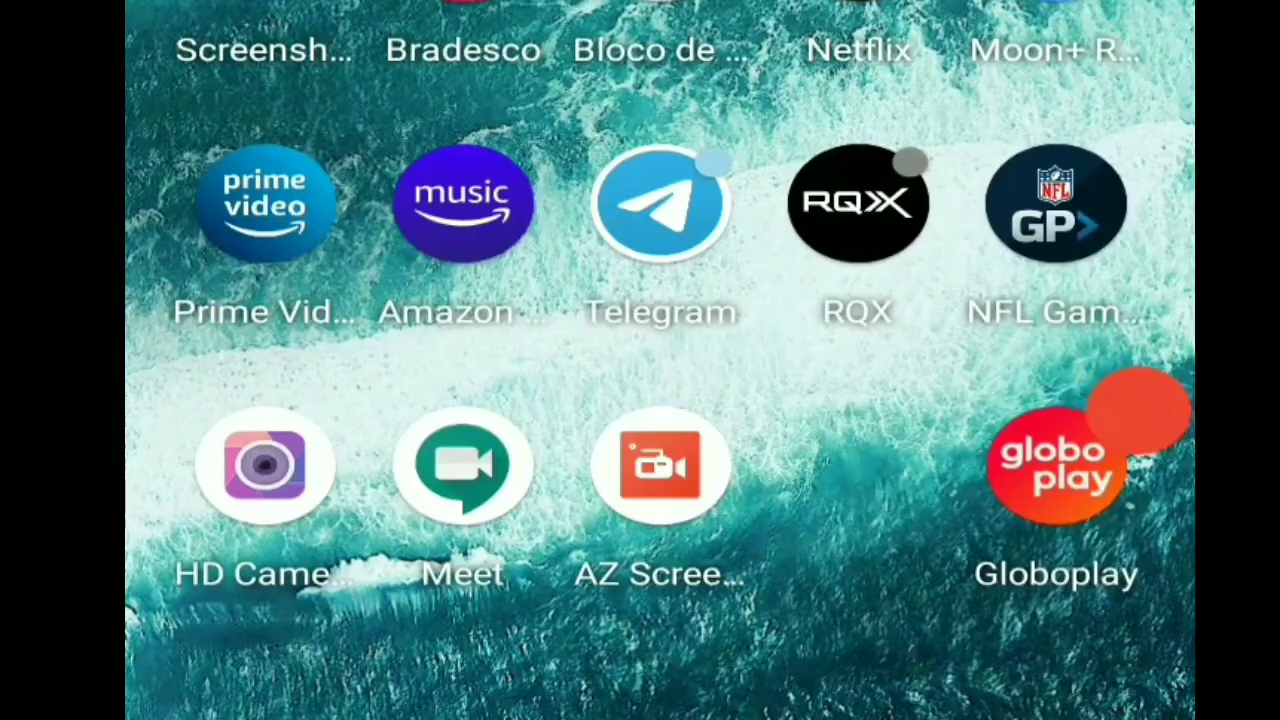 Screensh...
Bradesco
Bloco de ...
Netflix
Moon+ R...
prime
video
music
RQX
NFL
GP>
Prime Vid...
Amazon ...
Telegram
RQX
NFL Gam...
globo
play
HD Came...
Meet
AZ Scree...
Globoplay